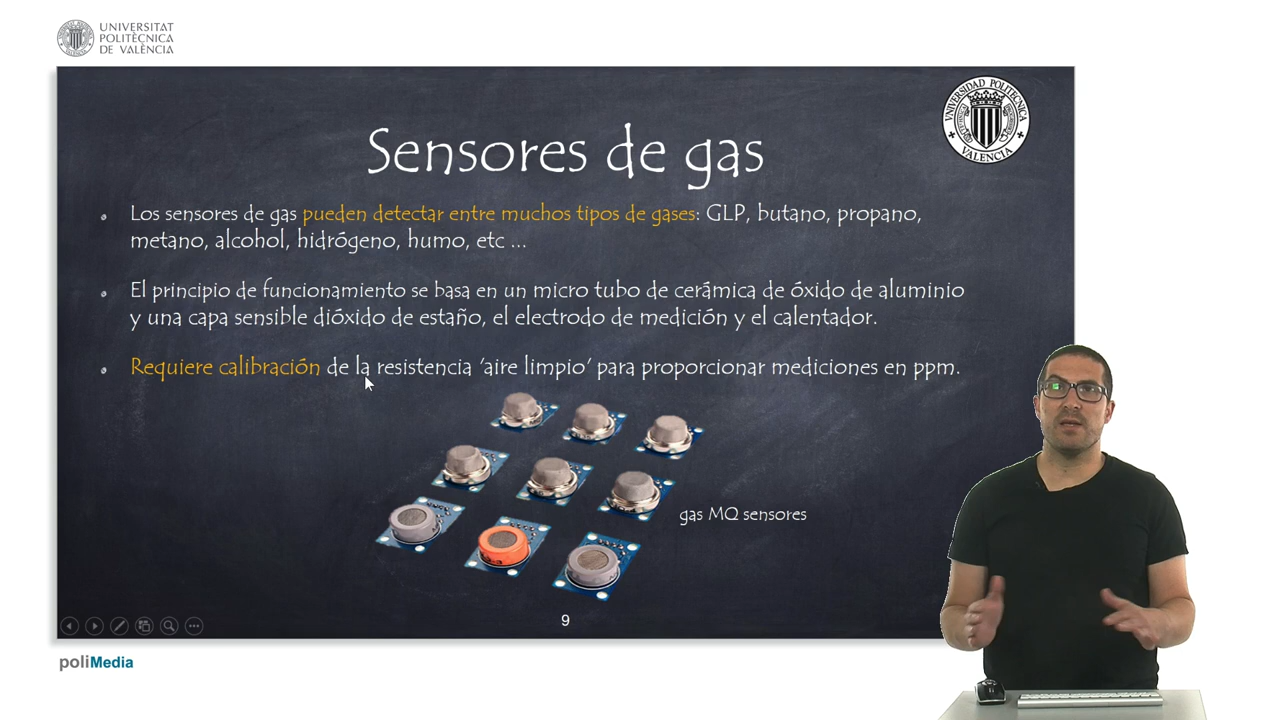 UNIVERSITAT
POLITÈCNICA
DE VALÈNCIA
UNIVERSIDAD POLITECNICA
VALENCIA
Sensores de gas
Los sensores de gas pueden detectar entre muchos tipos de gases: GLP, butano, propano,
metano, alcohol, hidrógeno, humo, etc ...
El principio de funcionamiento se basa en un micro tubo de cerámica de óxido de aluminio
y una capa sensible dióxido de estaño, el electrodo de medición y el calentador.
Requiere calibración de la resistencia 'aire limpio' para proporcionar mediciones en ppm.
gas MQ sensores
9
poliMedia